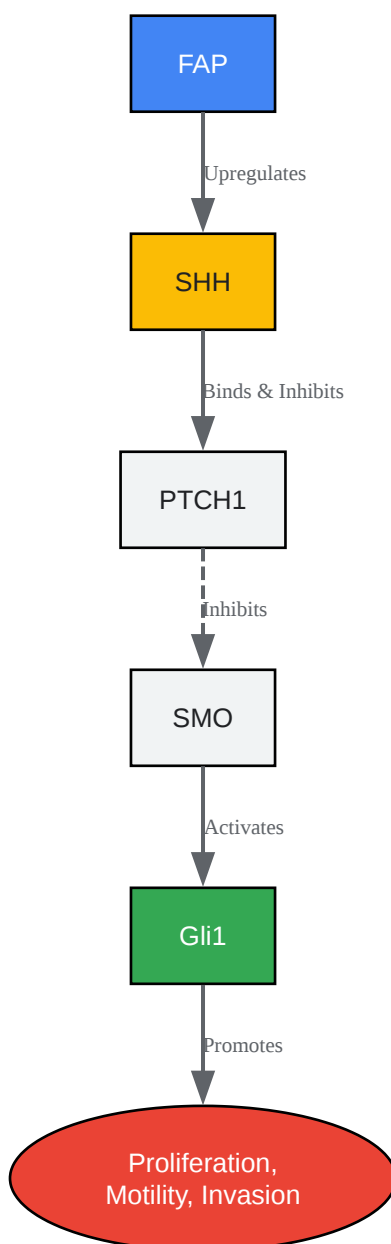 FAP
Upregulates
SHH
Binds & Inhibits
PTCH1
Inhibits
SMO
Activates
Gli1
Promotes
Proliferation,
Motility, Invasion